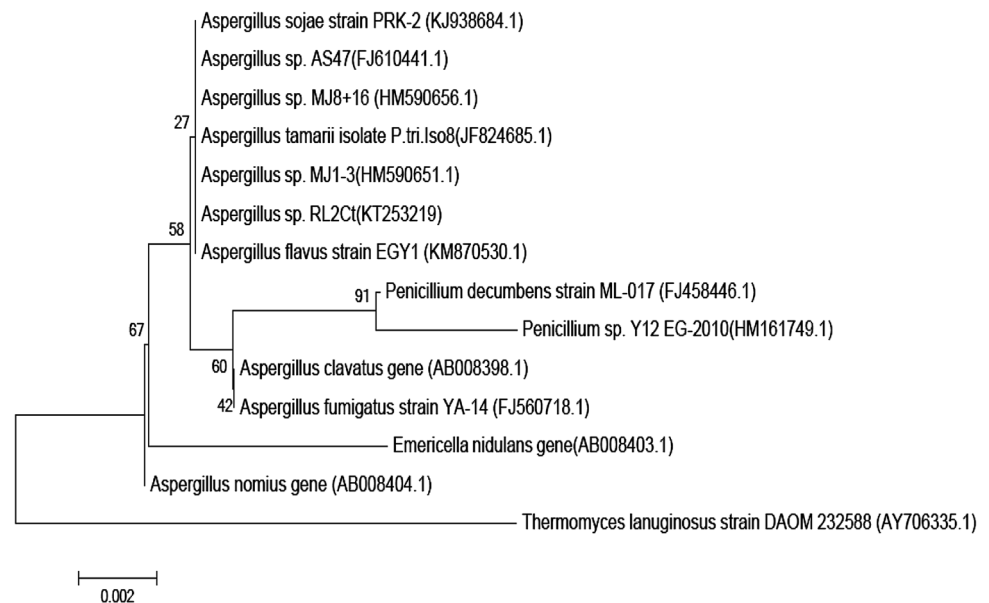 Aspergillus sojae strain PRK-2 (KJ938684.1)
Aspergillus sp. AS47(FJ610441.1)
Aspergillus sp. MJ8+16 (HM590656.1)
27
Aspergillus tamarii isolate P.tri.Iso8(JF824685.1)
Aspergillus sp. MJ1-3(HM590651.1)
Aspergillus sp. RL2Ct(KT253219)
58
Aspergillus flavus strain EGY1 (KM870530.1)
91
Penicillium decumbens strain ML-017 (FJ458446.1)
67
Penicillium sp. Y12 EG-2010(HM161749.1)
60
Aspergillus clavatus gene (AB008398.1)
42
Aspergillus fumigatus strain YA-14 (FJ560718.1)
Emericella nidulans gene(AB008403.1)
Aspergillus nomius gene (AB008404.1)
Thermomyces lanuginosus strain DAOM 232588 (AY706335.1)
0.002